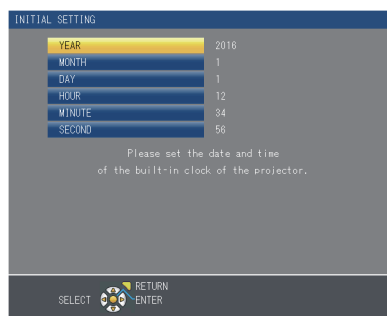 INITIAL SETTING
YEAR 2016
MONTH 1
DAY 1
HOUR 12
MINUTE 34
SECOND 56
Please set the date and time
of the built-in clock of the projector.
RETURN
SELECT ENTER